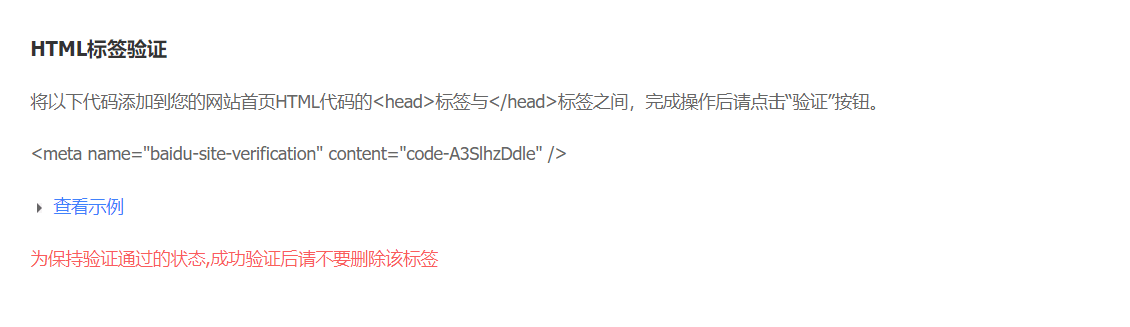 HTML标签验证
将以下代码添加到您的网站首页HTML代码的<head>标签与</head>标签之间，完成操作后请点击“验证”按钮。
<meta name="baidu-site-verification" content="code-A3SlhzDdle" />
查看示例
为保持验证通过的状态,成功验证后请不要删除该标签